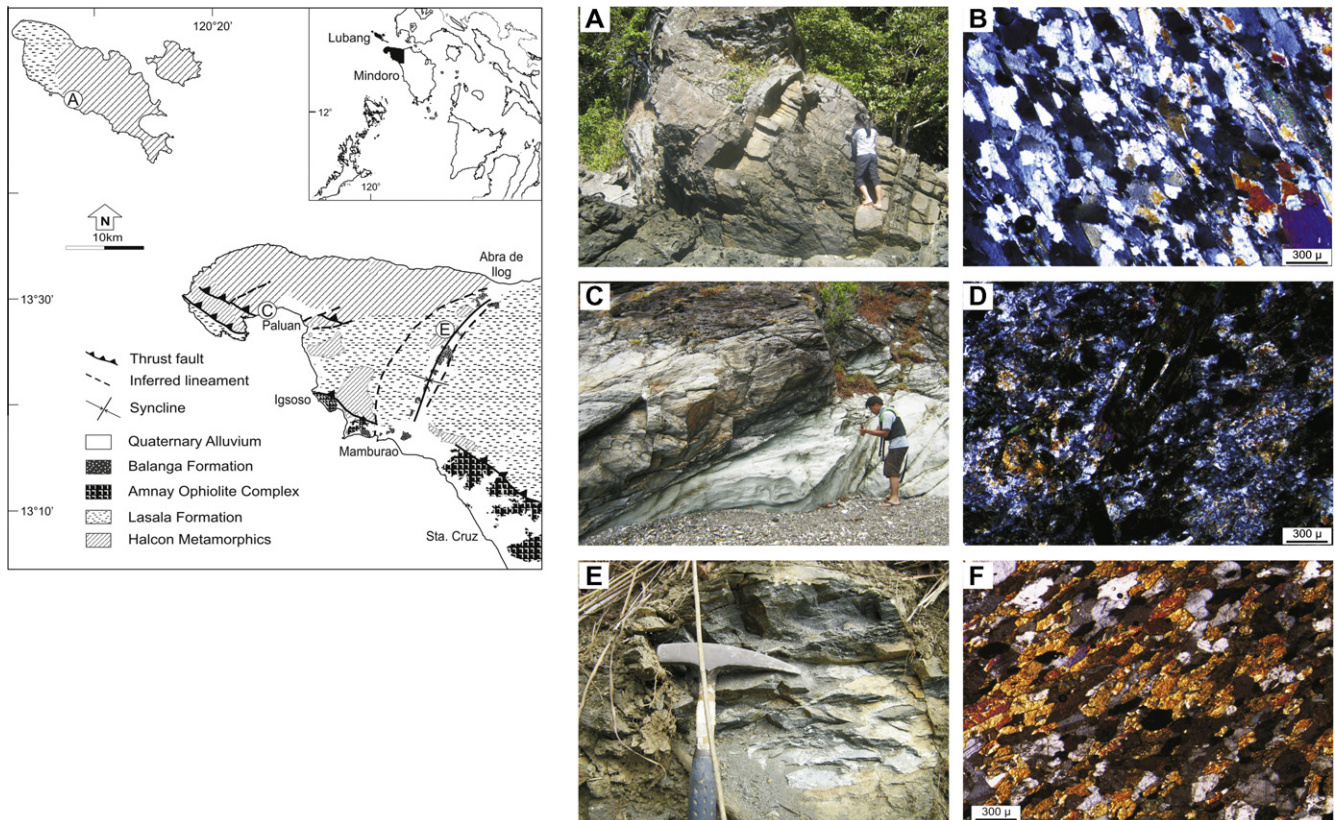 120°20'
Lubang
Mindoro
12°
120°
A
N
10km
Abra de
Ilog
13°30'
C
Paluan
E
Thrust fault
Inferred lineament
Syncline
Igsoso
Quaternary Alluvium
Mamburao
Balanga Formation
Amnay Ophiolite Complex
13°10'
Lasala Formation
Sta. Cruz
Halcon Metamorphics
A
B
300 µ
C
D
300 µ
E
F
300 µ